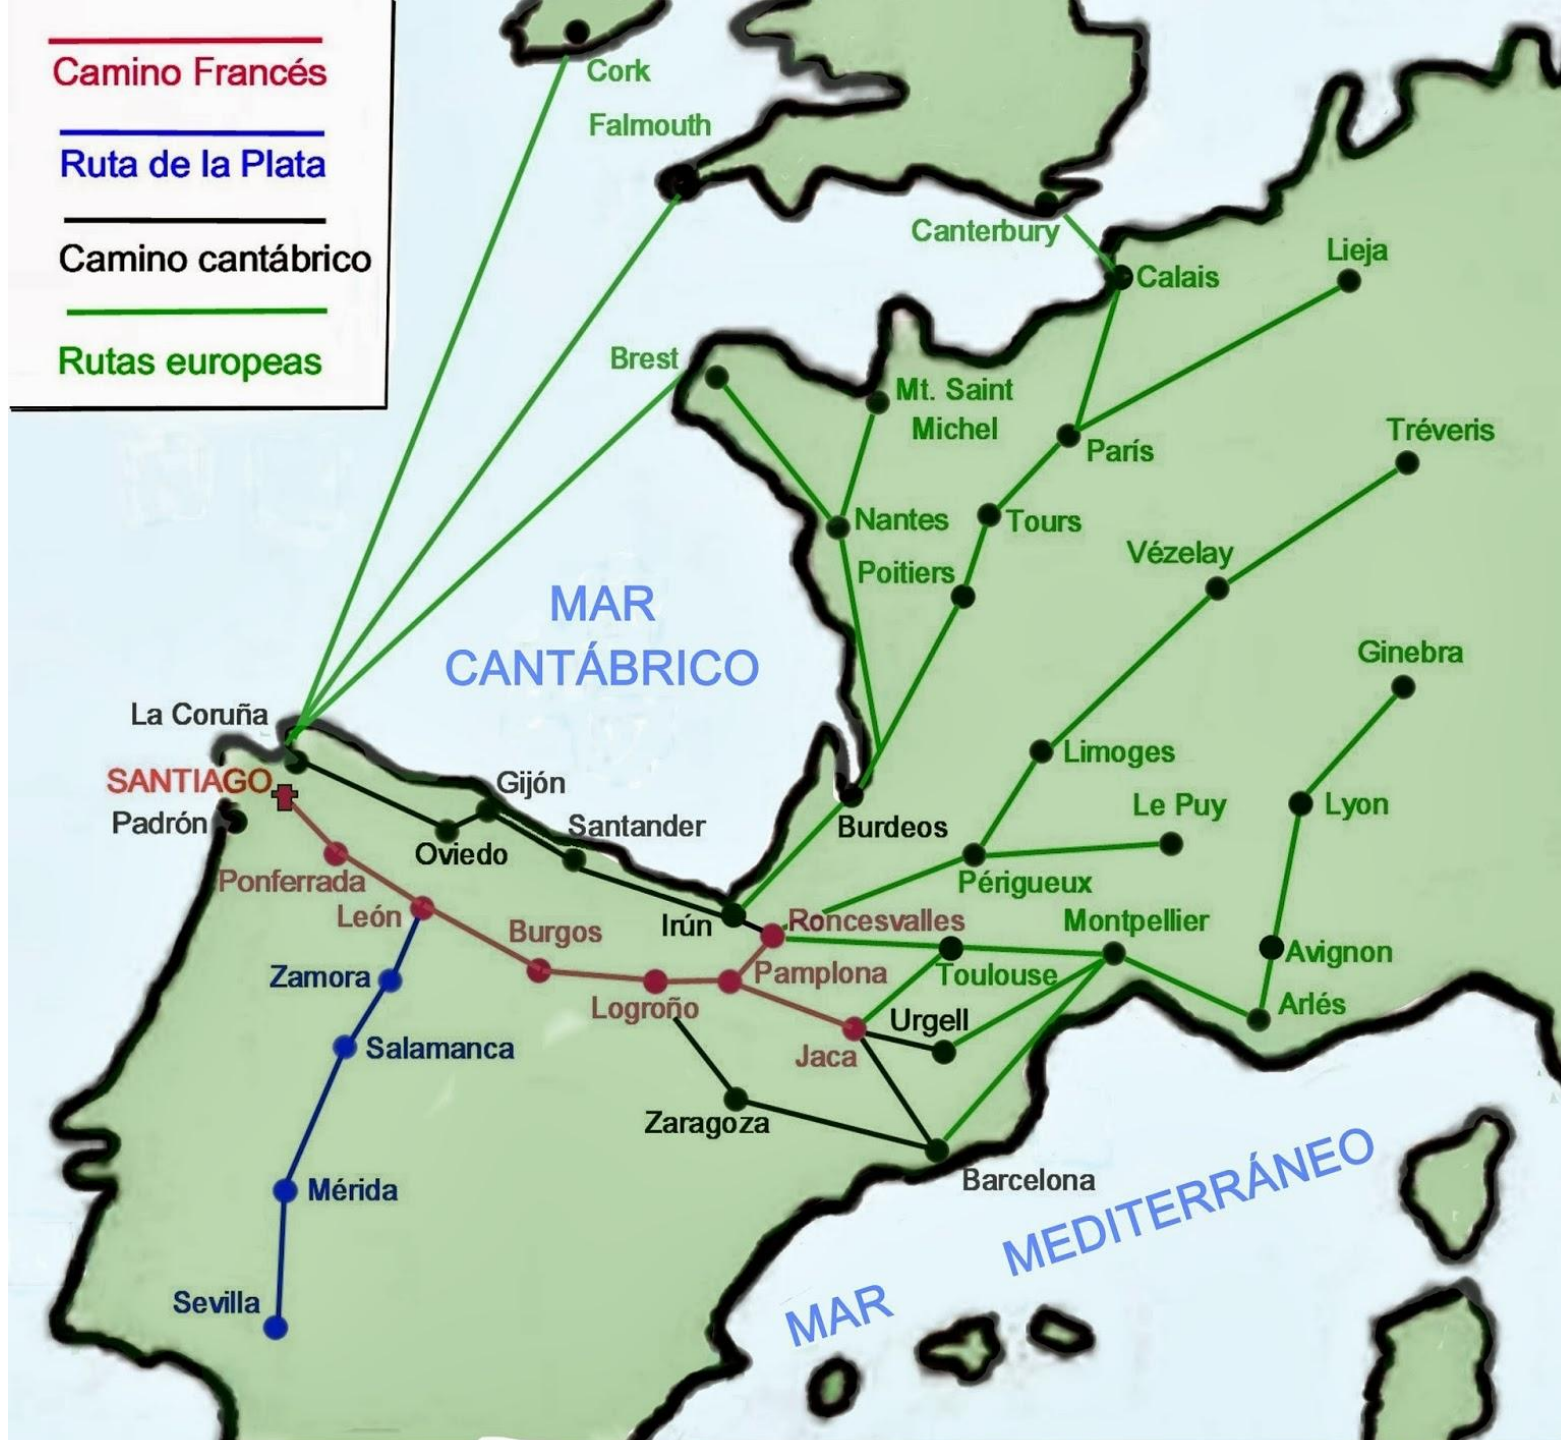 Camino Francés
Ruta de la Plata
Camino cantábrico
Rutas europeas
Cork
Falmouth
Canterbury
Calais
Lieja
Brest
Mt. Saint
Michel
París
Tréveris
Nantes
Tours
Vézelay
Poitiers
MAR
CANTÁBRICO
Ginebra
La Coruña
Limoges
SANTIAGO
Gijón
Le Puy
Lyon
Padrón
Santander
Burdeos
Oviedo
Ponferrada
Périgueux
León
Burgos
Irún
Roncesvalles
Montpellier
Zamora
Pamplona
Toulouse
Avignon
Logroño
Arlés
Urgell
Salamanca
Jaca
Zaragoza
Barcelona
Mérida
MAR MEDITERRÁNEO
Sevilla